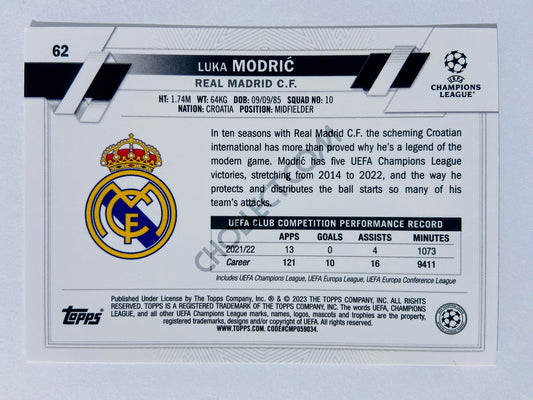 62
LUKA MODRIĆ
REAL MADRID C.F.
UEFA
CHAMPIONS
LEAGUE™
HT: 1.74M WT: 64KG DOB: 09/09/85 SQUAD NO: 10
NATION: CROATIA POSITION: MIDFIELDER
In ten seasons with Real Madrid C.F. the scheming Croatian
international has more than proved why he's a legend of the
modern game. Modrić has five UEFA Champions League
victories, stretching from 2014 to 2022, and the way he
protects and distributes the ball starts so many of his
team's attacks.
UEFA CLUB COMPETITION PERFORMANCE RECORD
APPS GOALS ASSISTS MINUTES
2021/22 13 0 4 1073
Career 121 10 16 9411
Includes UEFA Champions League, UEFA Europa League, UEFA Europa Conference League
Topps
Published Under License by The Topps Company, Inc. ® & © 2023 THE TOPPS COMPANY, INC. ALL RIGHTS
RESERVED. TOPPS IS A REGISTERED TRADEMARK OF THE TOPPS COMPANY, INC. The words UEFA, CHAMPIONS
LEAGUE, and all other UEFA Champions League marks, names, logos, mascots and trophies are the property,
registered trademarks, designs and/or copyright of UEFA. All rights reserved.
WWW.TOPPS.COM. CODE#CMP059034.
CHOLLECT.COM